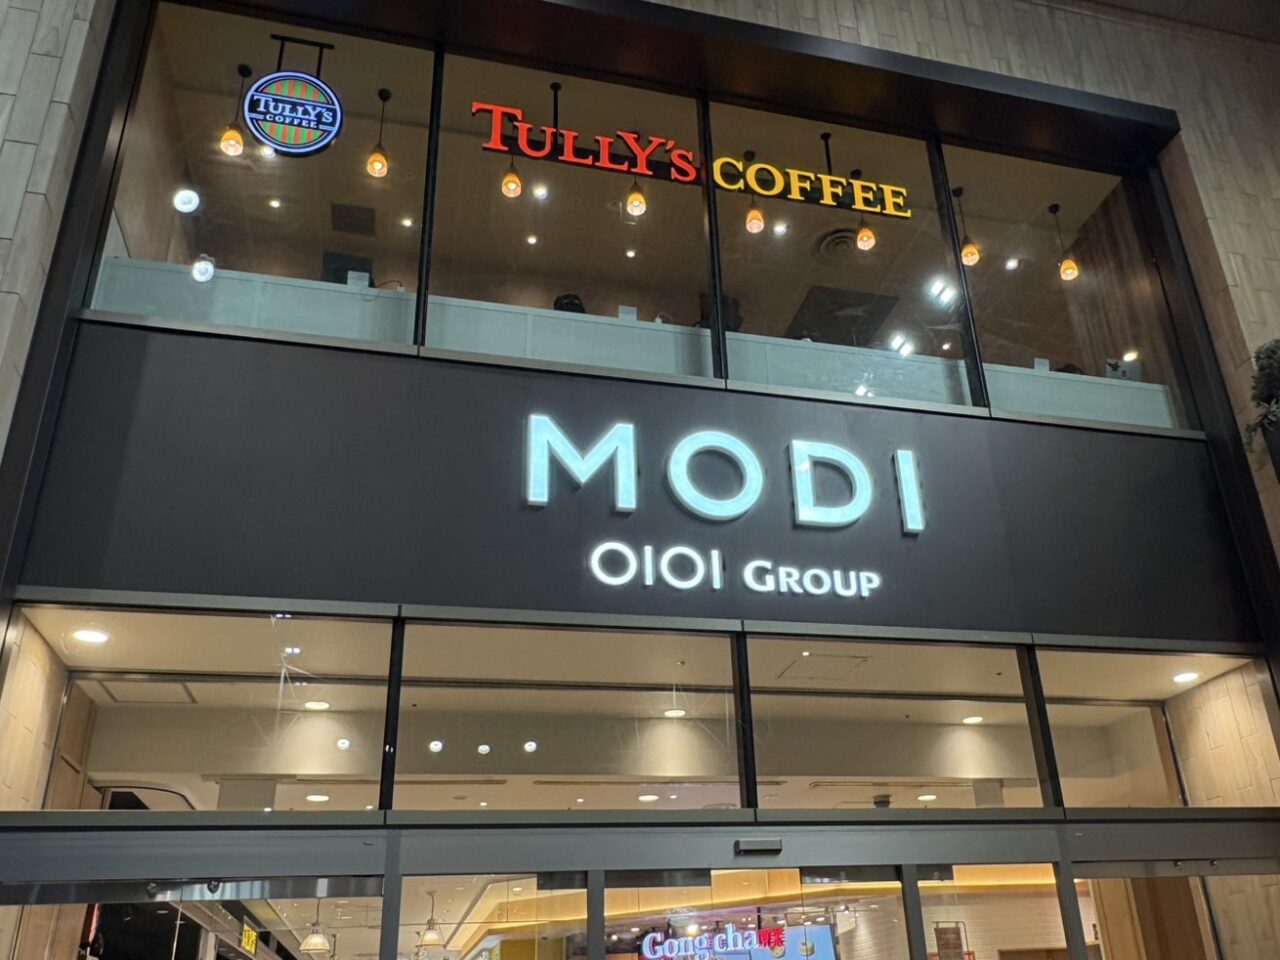 TULLY'S
COFFEE
TULLY'S COFFEE
MODI
OIOI GROUP
Gong cha